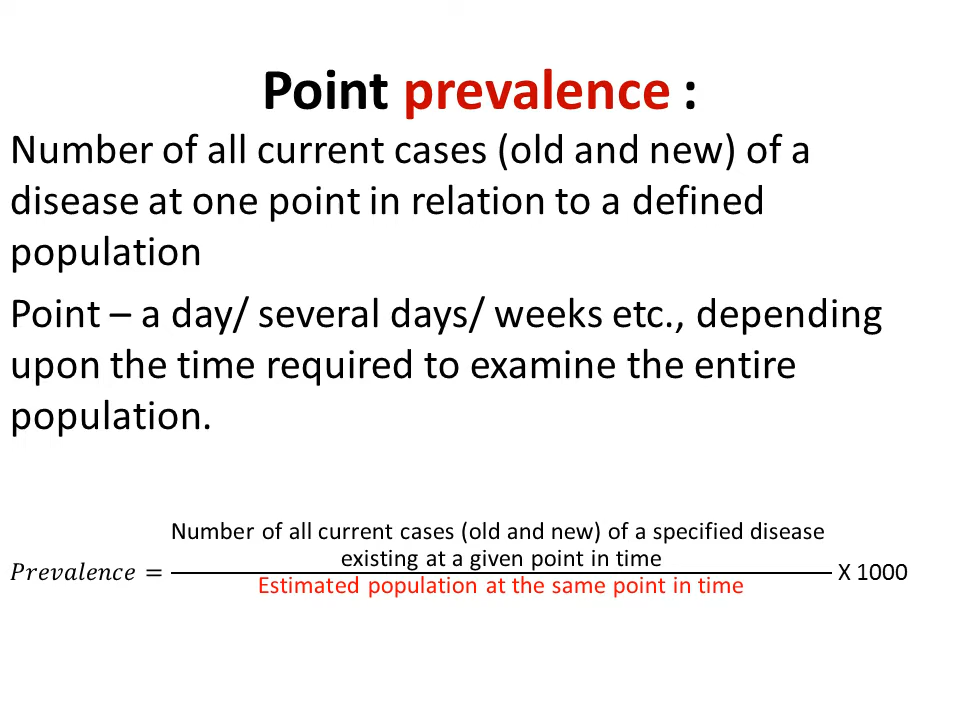 Point prevalence :
Number of all current cases (old and new) of a
disease at one point in relation to a defined
population
Point – a day/ several days/ weeks etc., depending
upon the time required to examine the entire
population.
Number of all current cases (old and new) of a specified disease
existing at a given point in time
Prevalence = X 1000
Estimated population at the same point in time